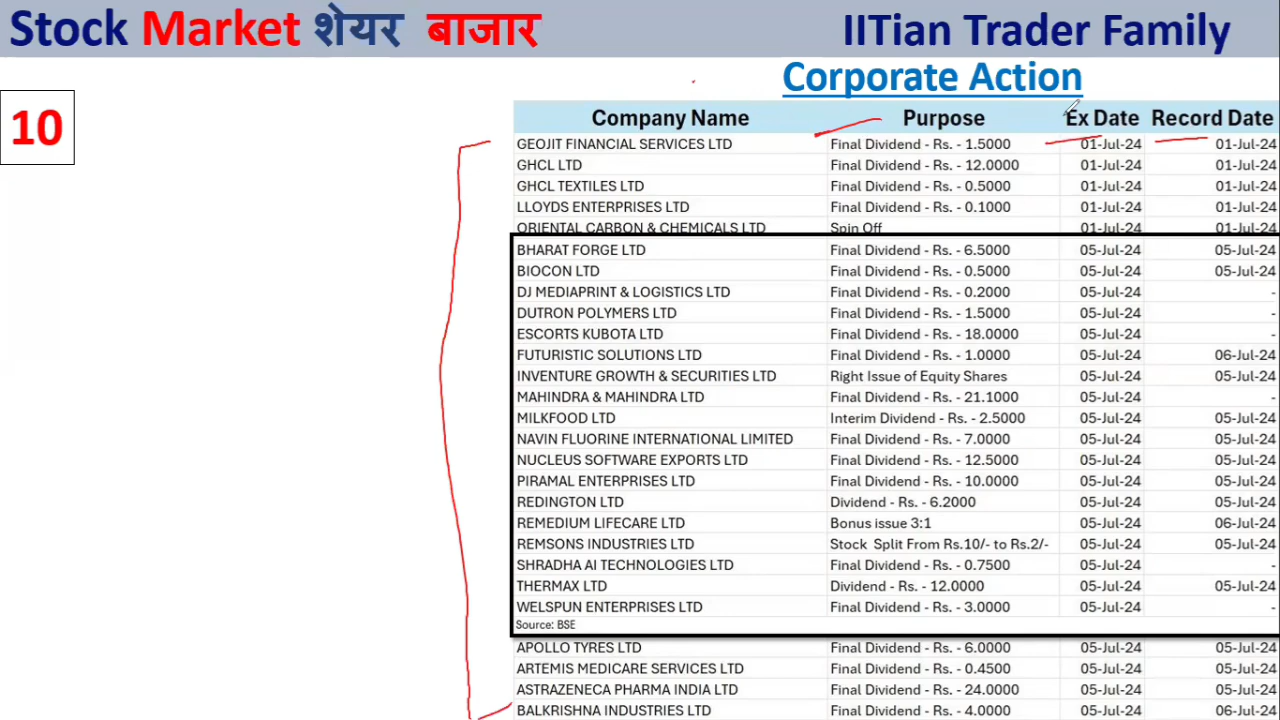 Stock Market शेयर बाजार IITian Trader Family
Corporate Action
10
Company Name Purpose Ex Date Record Date
GEOJIT FINANCIAL SERVICES LTD Final Dividend - Rs. - 1.5000 01-Jul-24 01-Jul-24
GHCL LTD Final Dividend - Rs. - 12.0000 01-Jul-24 01-Jul-24
GHCL TEXTILES LTD Final Dividend - Rs. - 0.5000 01-Jul-24 01-Jul-24
LLOYDS ENTERPRISES LTD Final Dividend - Rs. - 0.1000 01-Jul-24 01-Jul-24
ORIENTAL CARBON & CHEMICALS LTD Spin Off 01-Jul-24 01-Jul-24
BHARAT FORGE LTD Final Dividend - Rs. - 6.5000 05-Jul-24 05-Jul-24
BIOCON LTD Final Dividend - Rs. - 0.5000 05-Jul-24 05-Jul-24
DJ MEDIAPRINT & LOGISTICS LTD Final Dividend - Rs. - 0.2000 05-Jul-24 -
DUTRON POLYMERS LTD Final Dividend - Rs. - 1.5000 05-Jul-24 -
ESCORTS KUBOTA LTD Final Dividend - Rs. - 18.0000 05-Jul-24 -
FUTURISTIC SOLUTIONS LTD Final Dividend - Rs. - 1.0000 05-Jul-24 06-Jul-24
INVENTURE GROWTH & SECURITIES LTD Right Issue of Equity Shares 05-Jul-24 05-Jul-24
MAHINDRA & MAHINDRA LTD Final Dividend - Rs. - 21.1000 05-Jul-24 -
MILKFOOD LTD Interim Dividend - Rs. - 2.5000 05-Jul-24 05-Jul-24
NAVIN FLUORINE INTERNATIONAL LIMITED Final Dividend - Rs. - 7.0000 05-Jul-24 05-Jul-24
NUCLEUS SOFTWARE EXPORTS LTD Final Dividend - Rs. - 12.5000 05-Jul-24 05-Jul-24
PIRAMAL ENTERPRISES LTD Final Dividend - Rs. - 10.0000 05-Jul-24 05-Jul-24
REDINGTON LTD Dividend - Rs. - 6.2000 05-Jul-24 05-Jul-24
REMEDIUM LIFECARE LTD Bonus issue 3:1 05-Jul-24 06-Jul-24
REMSONS INDUSTRIES LTD Stock Split From Rs.10/- to Rs.2/- 05-Jul-24 05-Jul-24
SHRADHA AI TECHNOLOGIES LTD Final Dividend - Rs. - 0.7500 05-Jul-24 -
THERMAX LTD Dividend - Rs. - 12.0000 05-Jul-24 05-Jul-24
WELSPUN ENTERPRISES LTD Final Dividend - Rs. - 3.0000 05-Jul-24 -
Source: BSE
APOLLO TYRES LTD Final Dividend - Rs. - 6.0000 05-Jul-24 05-Jul-24
ARTEMIS MEDICARE SERVICES LTD Final Dividend - Rs. - 0.4500 05-Jul-24 05-Jul-24
ASTRAZENECA PHARMA INDIA LTD Final Dividend - Rs. - 24.0000 05-Jul-24 05-Jul-24
BALKRISHNA INDUSTRIES LTD Final Dividend - Rs. - 4.0000 05-Jul-24 06-Jul-24